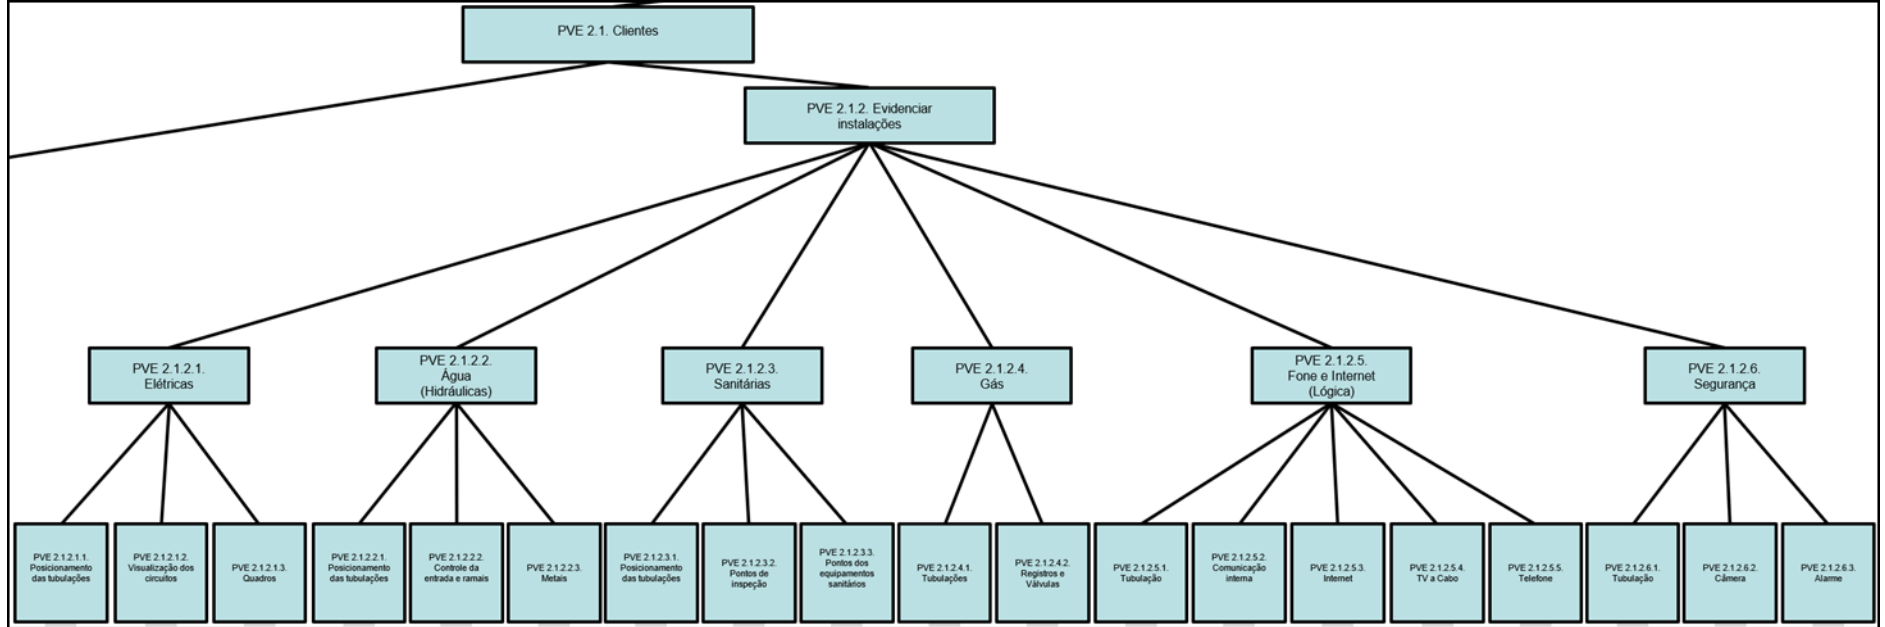 PVE 2.1. Clientes
PVE 2.1.2. Evidenciar
instalações
PVE 2.1.2.1.
Elétricas
PVE 2.1.2.2.
Água
(Hidráulicas)
PVE 2.1.2.3.
Sanitárias
PVE 2.1.2.4.
Gás
PVE 2.1.2.5.
Fone e Internet
(Lógica)
PVE 2.1.2.6.
Segurança
PVE 2.1.2.1.1.
Posicionamento
das tubulações
PVE 2.1.2.1.2.
Visualização dos
circuitos
PVE 2.1.2.1.3.
Quadros
PVE 2.1.2.2.1.
Posicionamento
das tubulações
PVE 2.1.2.2.2.
Controle da
entrada e ramais
PVE 2.1.2.2.3.
Metais
PVE 2.1.2.3.1.
Posicionamento
das tubulações
PVE 2.1.2.3.2.
Pontos de
inspeção
PVE 2.1.2.3.3.
Pontos dos
equipamentos
sanitários
PVE 2.1.2.4.1.
Tubulações
PVE 2.1.2.4.2.
Registros e
Válvulas
PVE 2.1.2.5.1.
Tubulação
PVE 2.1.2.5.2.
Comunicação
interna
PVE 2.1.2.5.3.
Internet
PVE 2.1.2.5.4.
TV a Cabo
PVE 2.1.2.5.5.
Telefone
PVE 2.1.2.6.1.
Tubulação
PVE 2.1.2.6.2.
Câmera
PVE 2.1.2.6.3.
Alarme